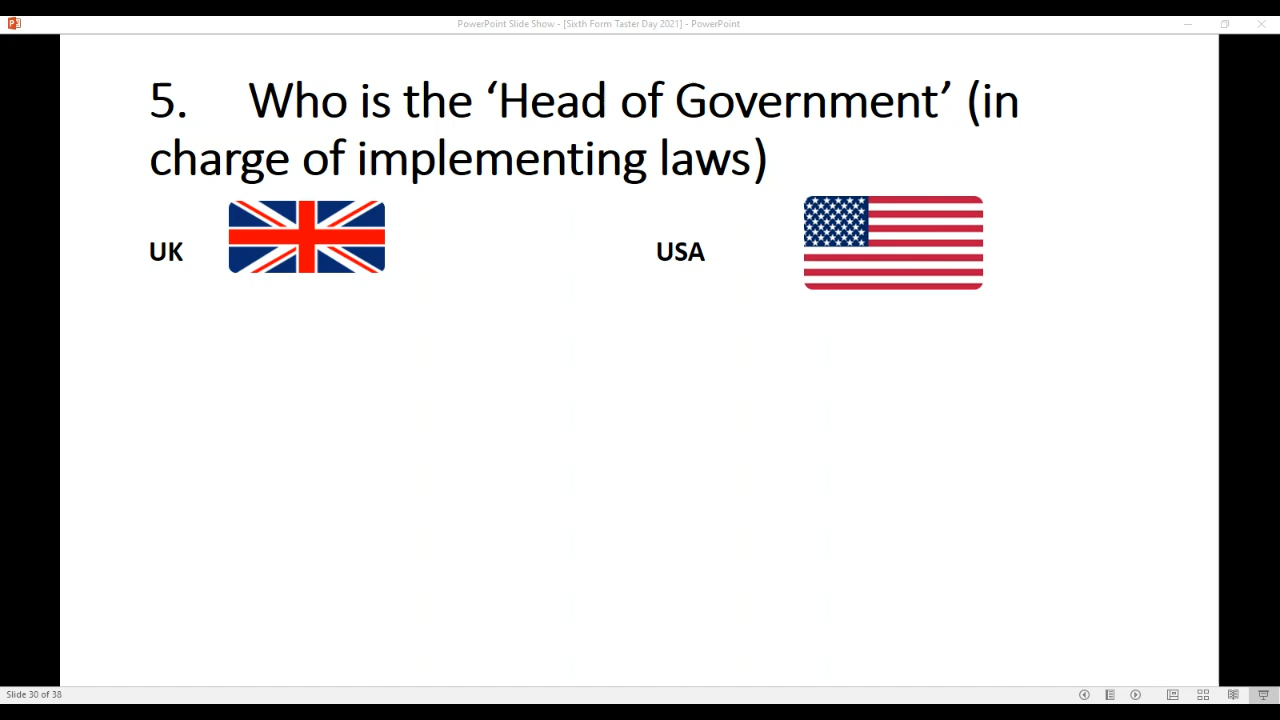 PowerPoint Slide Show - [Sixth Form Taster Day 2021] - PowerPoint
5. Who is the ‘Head of Government’ (in
charge of implementing laws)
UK
USA
Slide 30 of 38